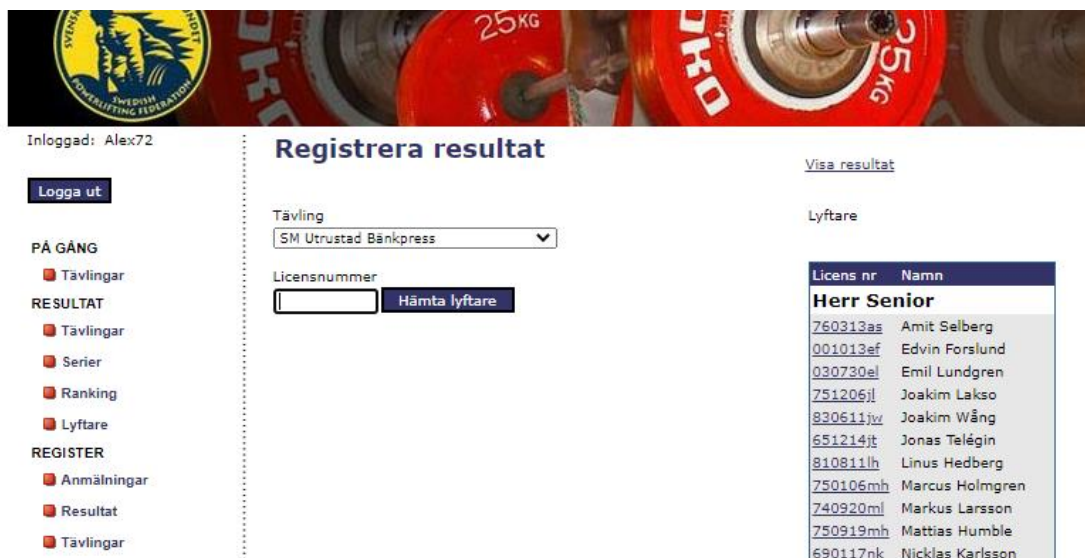 SVENSKA
NDET
SWEDISH
POWERLIFTING FEDERATION
25KG
25KG
Inloggad: Alex72
Logga ut
PÅ GÅNG
Tävlingar
RESULTAT
Tävlingar
Serier
Ranking
Lyftare
REGISTER
Anmälningar
Resultat
Tävlingar
Registrera resultat
Tävling
SM Utrustad Bänkpress
Licensnummer
Hämta lyftare
Visa resultat
Lyftare
Licens nr Namn
Herr Senior
760313as Amit Selberg
001013ef Edvin Forslund
030730el Emil Lundgren
751206jl Joakim Lakso
830611jw Joakim Wång
651214jt Jonas Telégin
810811lh Linus Hedberg
750106mh Marcus Holmgren
740920ml Markus Larsson
750919mh Mattias Humble
690117nk Nicklas Karlsson